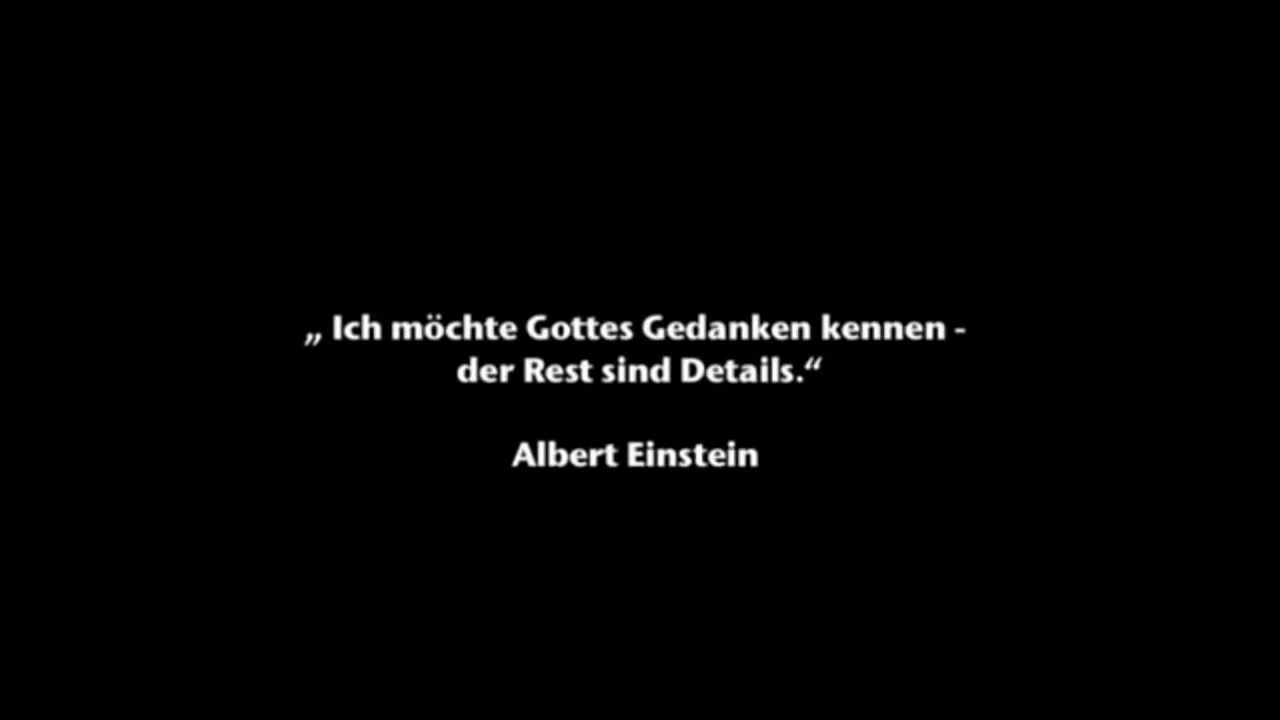 „ Ich möchte Gottes Gedanken kennen -
der Rest sind Details.“
Albert Einstein